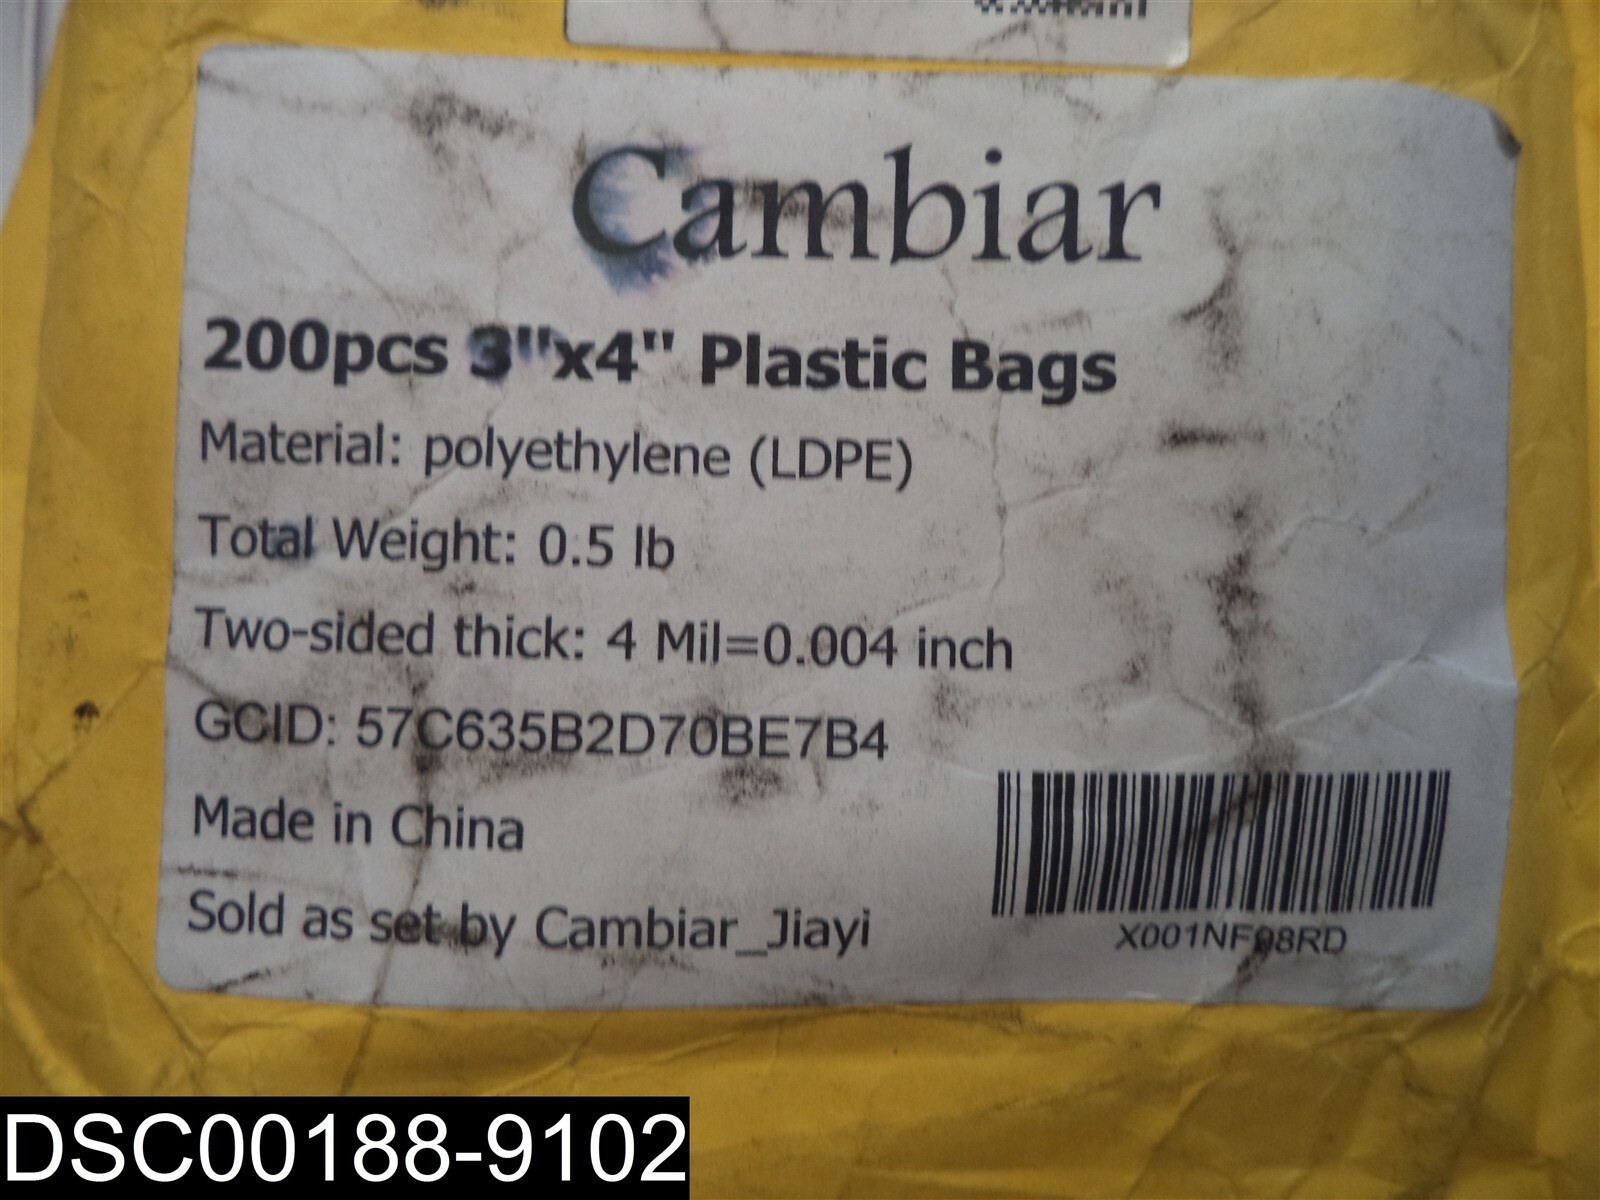 Cambiar
200pcs 3"x4" Plastic Bags
Material: polyethylene (LDPE)
Total Weight: 0.5 lb
Two-sided thick: 4 Mil=0.004 inch
GCID: 57C635B2D70BE7B4
Made in China
Sold as set by Cambiar_Jiayi
X001NF98RD
DSC00188-9102